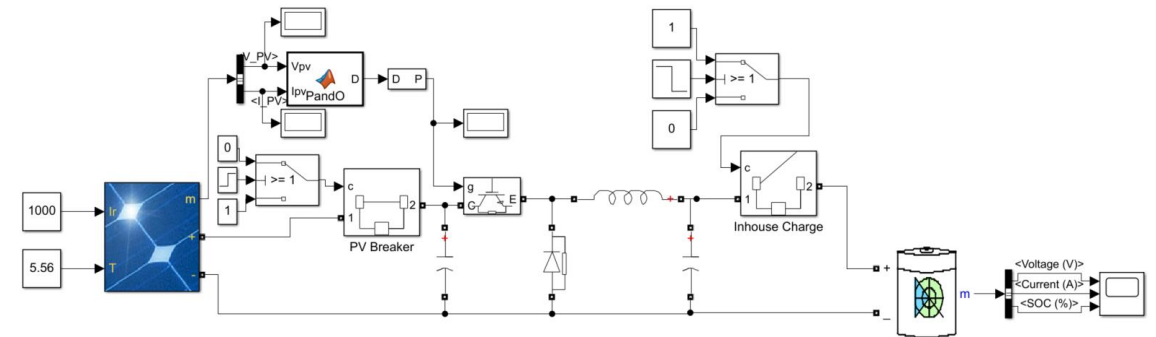 1
V_PV>
Vpv
D
D P
>= 1
Ipv
PandO
<I_PV>
0
0
>= 1
c
c
g
m
1
2
C
E
1
2
1000
Ir
+
PV Breaker
Inhouse Charge
5.56
T
-
+
<Voltage (V)>
m
<Current (A)>
<SOC (%)>